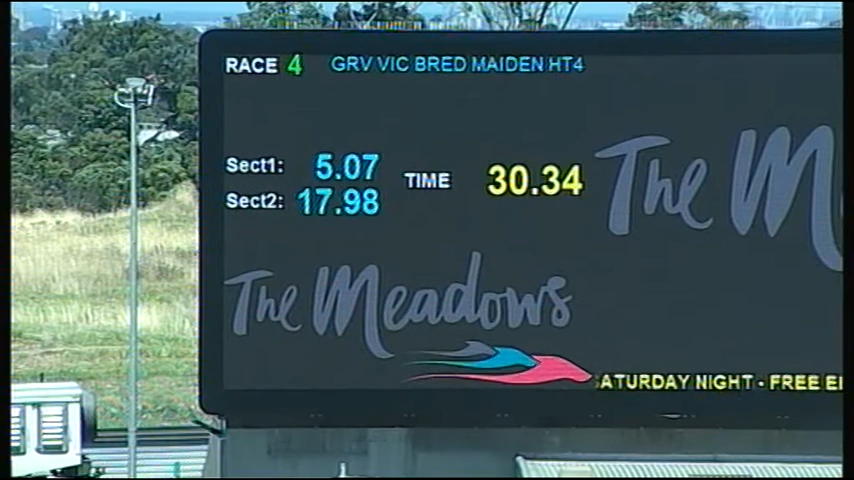 RACE 4 GRV VIC BRED MAIDEN HT4
Sect1: 5.07 TIME 30.34
Sect2: 17.98
The M
The Meadows
SATURDAY NIGHT - FREE